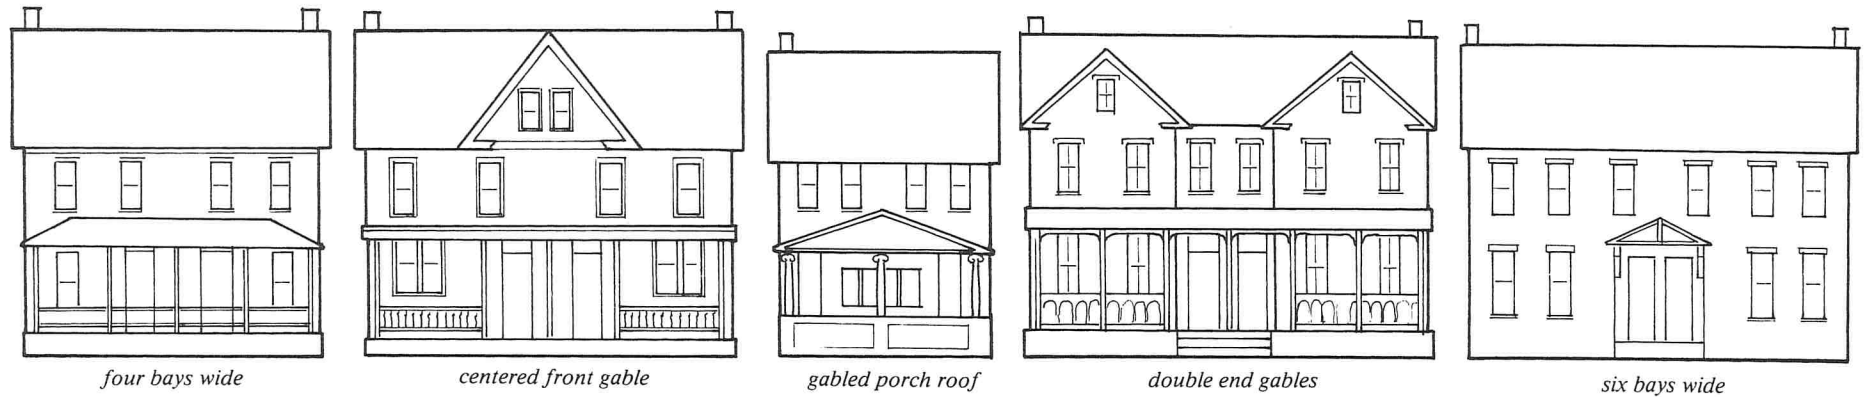 four bays wide
centered front gable
gabled porch roof
double end gables
six bays wide